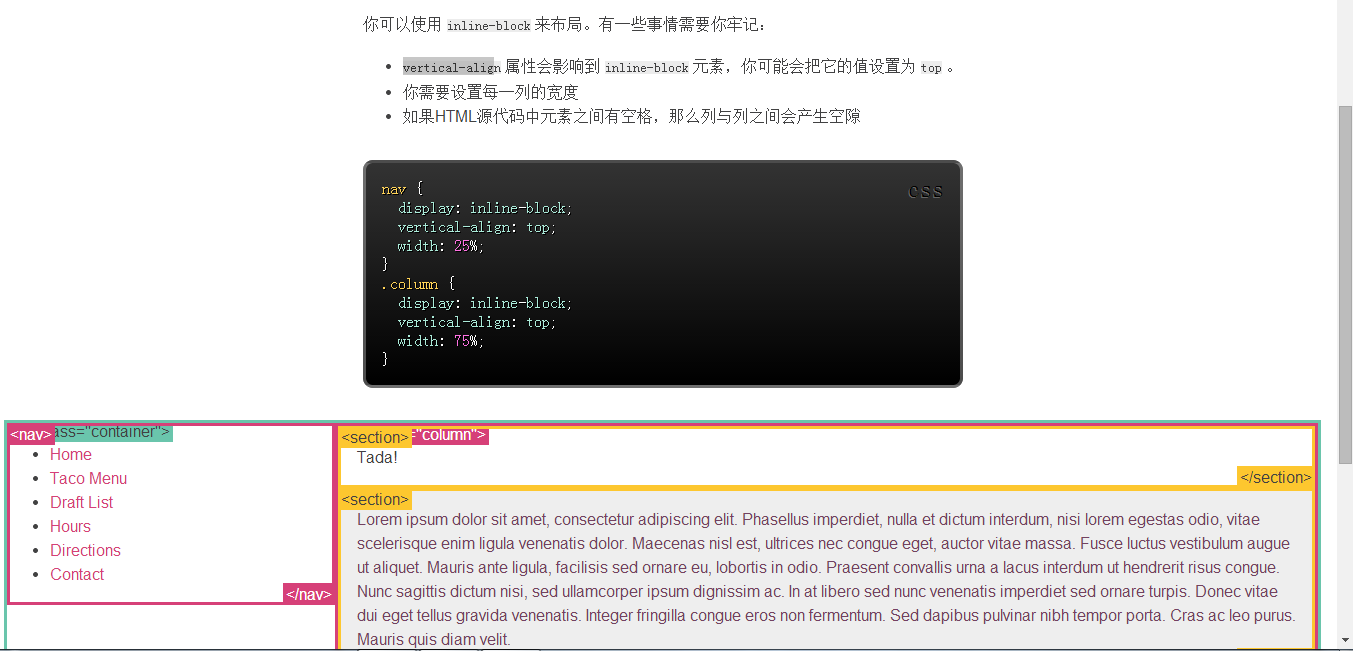 你可以使用 inline-block 来布局。有一些事情需要你牢记：
vertical-align 属性会影响到 inline-block 元素，你可能会把它的值设置为 top 。
你需要设置每一列的宽度
如果HTML源代码中元素之间有空格，那么列与列之间会产生空隙
CSS
nav {
  display: inline-block;
  vertical-align: top;
  width: 25%;
}
.column {
  display: inline-block;
  vertical-align: top;
  width: 75%;
}
<nav>ass="container">
Home
Taco Menu
Draft List
Hours
Directions
Contact
</nav>
<section>="column">
Tada!
</section>
<section>
Lorem ipsum dolor sit amet, consectetur adipiscing elit. Phasellus imperdiet, nulla et dictum interdum, nisi lorem egestas odio, vitae
scelerisque enim ligula venenatis dolor. Maecenas nisl est, ultrices nec congue eget, auctor vitae massa. Fusce luctus vestibulum augue
ut aliquet. Mauris ante ligula, facilisis sed ornare eu, lobortis in odio. Praesent convallis urna a lacus interdum ut hendrerit risus congue.
Nunc sagittis dictum nisi, sed ullamcorper ipsum dignissim ac. In at libero sed nunc venenatis imperdiet sed ornare turpis. Donec vitae
dui eget tellus gravida venenatis. Integer fringilla congue eros non fermentum. Sed dapibus pulvinar nibh tempor porta. Cras ac leo purus.
Mauris quis diam velit.